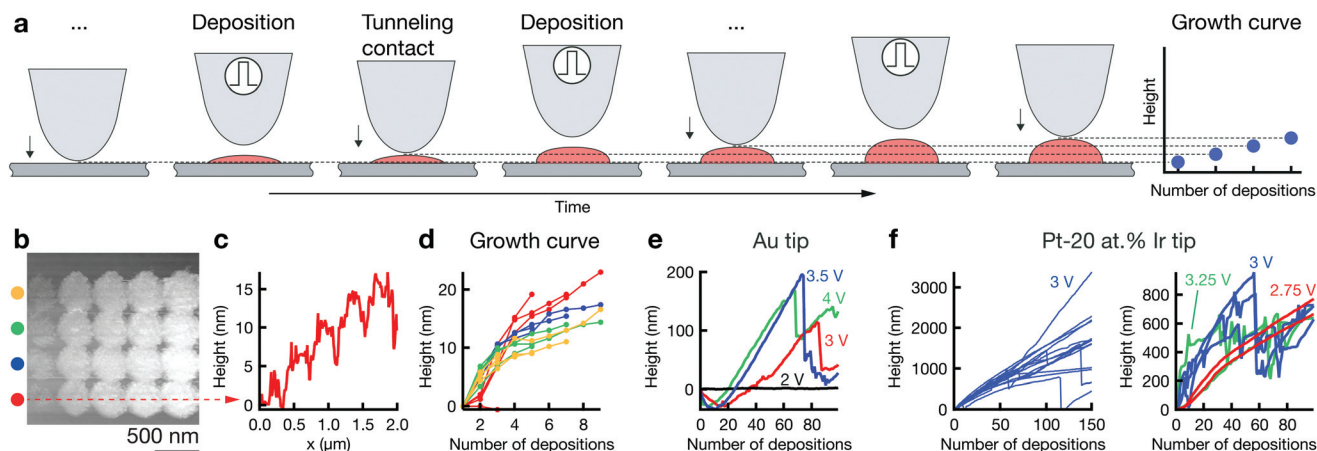 a
...
Deposition
Tunneling
contact
Deposition
...
Growth curve
Height
Number of depositions
Time
b
500 nm
c
Height (nm)
15
10
5
0
0.0
1.0
2.0
x (µm)
d
Growth curve
Height (nm)
20
10
0
2
4
6
8
Number of depositions
e
Au tip
Height (nm)
200
100
0
3.5 V
4 V
3 V
2 V
0
20
40
60
80
Number of depositions
f
Pt-20 at.% Ir tip
Height (nm)
3000
2000
1000
0
3 V
0
50
100
150
Number of depositions
Height (nm)
800
600
400
200
0
3.25 V
3 V
2.75 V
0
20
40
60
80
Number of depositions